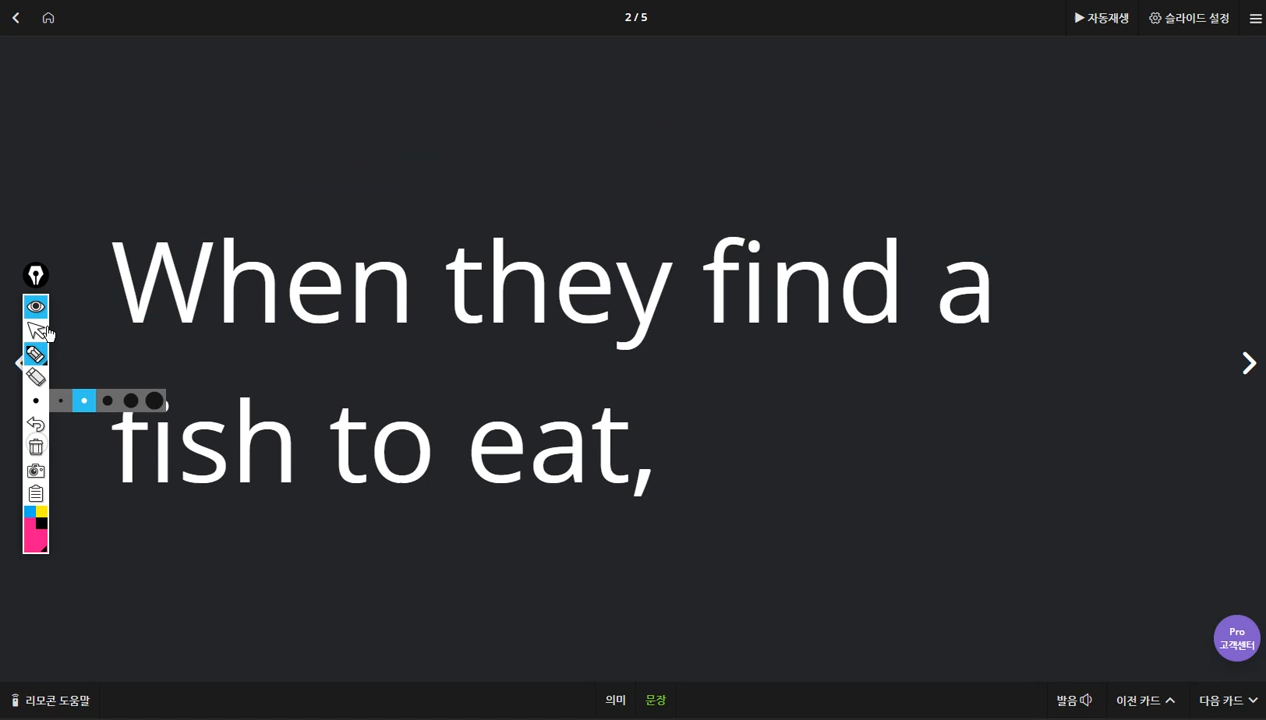 2 / 5
자동재생
슬라이드 설정
When they find a
fish to eat,
Pro
고객센터
리모콘 도움말
의미
문장
발음
이전 카드
다음 카드